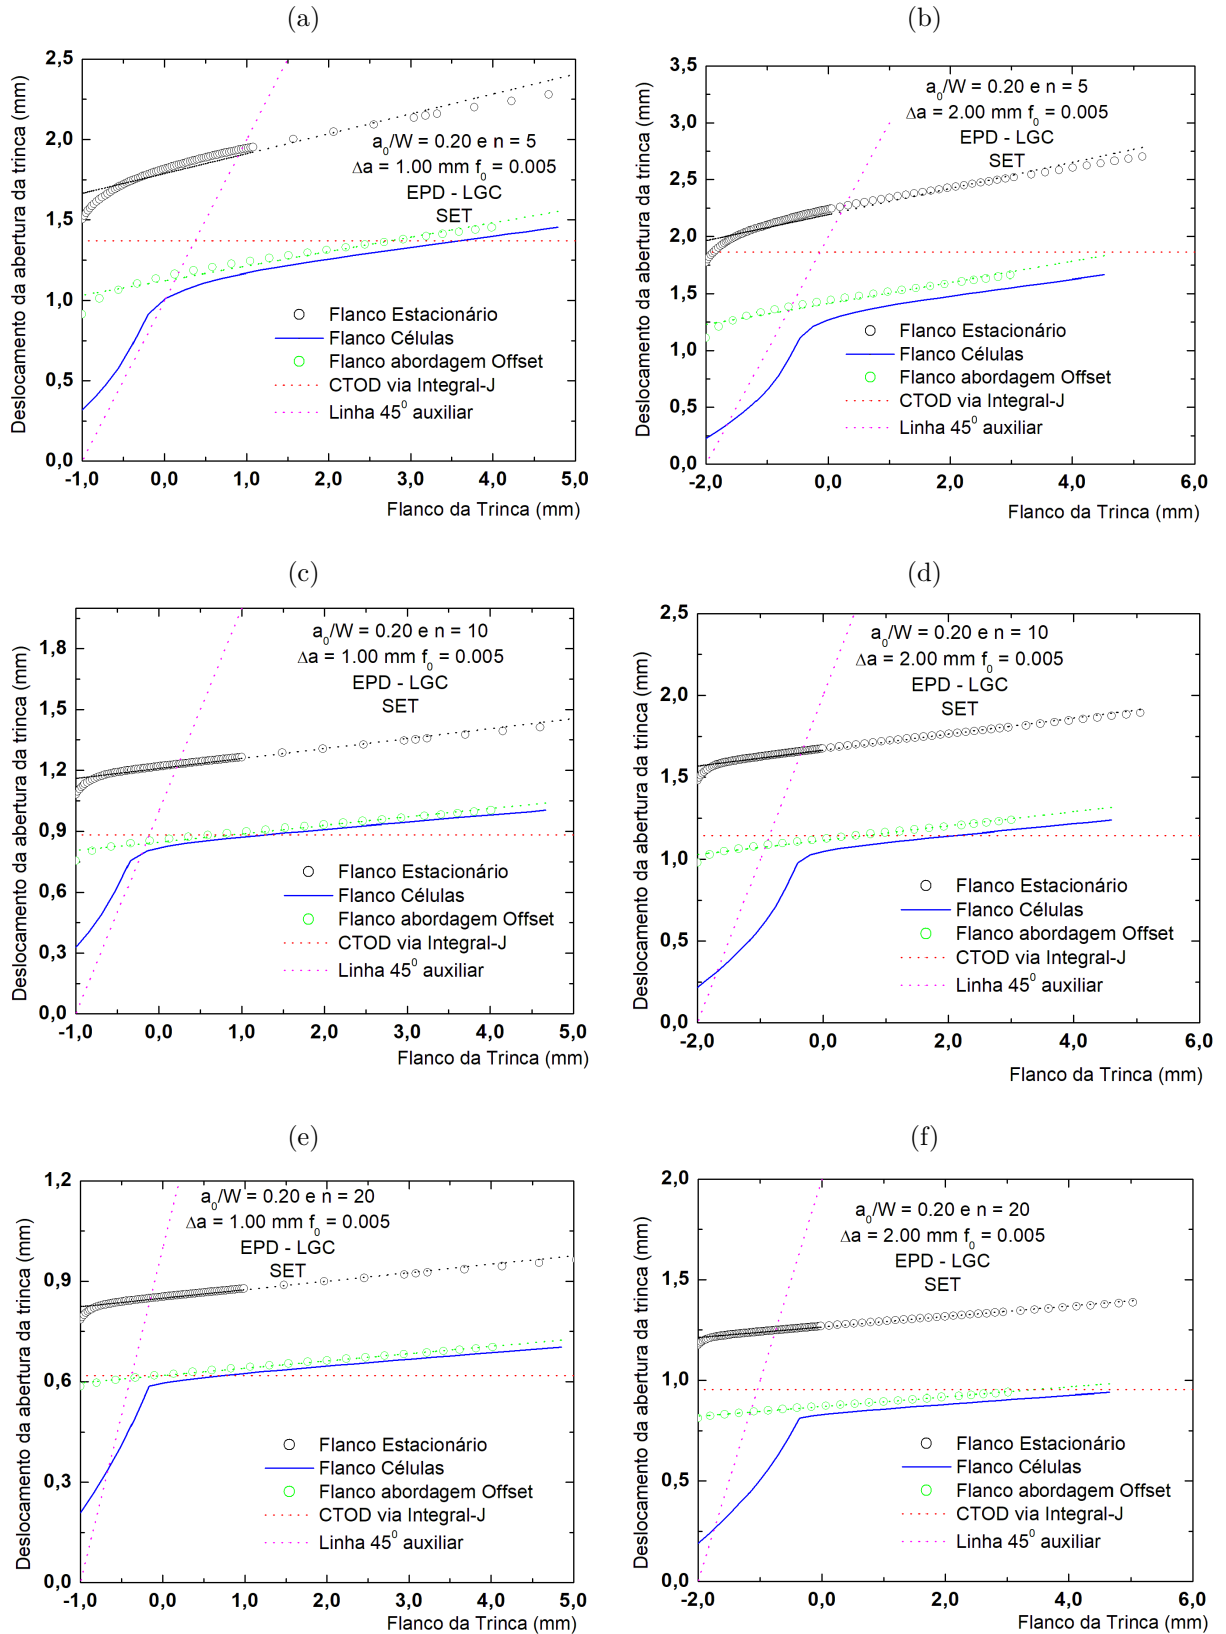 (a)
Deslocamento da abertura da trinca (mm)
2,5
2,0
1,5
1,0
0,5
0,0
a0/W = 0.20 e n = 5
Δa = 1.00 mm f0 = 0.005
EPD - LGC
SET
Flanco Estacionário
Flanco Células
Flanco abordagem Offset
CTOD via Integral-J
Linha 45⁰ auxiliar
-1,0 0,0 1,0 2,0 3,0 4,0 5,0
Flanco da Trinca (mm)
(b)
Deslocamento da abertura da trinca (mm)
3,5
3,0
2,5
2,0
1,5
1,0
0,5
0,0
a0/W = 0.20 e n = 5
Δa = 2.00 mm f0 = 0.005
EPD - LGC
SET
Flanco Estacionário
Flanco Células
Flanco abordagem Offset
CTOD via Integral-J
Linha 45⁰ auxiliar
-2,0 0,0 2,0 4,0 6,0
Flanco da Trinca (mm)
(c)
Deslocamento da abertura da trinca (mm)
1,8
1,5
1,2
0,9
0,6
0,3
0,0
a0/W = 0.20 e n = 10
Δa = 1.00 mm f0 = 0.005
EPD - LGC
SET
Flanco Estacionário
Flanco Células
Flanco abordagem Offset
CTOD via Integral-J
Linha 45⁰ auxiliar
-1,0 0,0 1,0 2,0 3,0 4,0 5,0
Flanco da Trinca (mm)
(d)
Deslocamento da abertura da trinca (mm)
2,5
2,0
1,5
1,0
0,5
0,0
a0/W = 0.20 e n = 10
Δa = 2.00 mm f0 = 0.005
EPD - LGC
SET
Flanco Estacionário
Flanco Células
Flanco abordagem Offset
CTOD via Integral-J
Linha 45⁰ auxiliar
-2,0 0,0 2,0 4,0 6,0
Flanco da Trinca (mm)
(e)
Deslocamento da abertura da trinca (mm)
1,2
0,9
0,6
0,3
0,0
a0/W = 0.20 e n = 20
Δa = 1.00 mm f0 = 0.005
EPD - LGC
SET
Flanco Estacionário
Flanco Células
Flanco abordagem Offset
CTOD via Integral-J
Linha 45⁰ auxiliar
-1,0 0,0 1,0 2,0 3,0 4,0 5,0
Flanco da Trinca (mm)
(f)
Deslocamento da abertura da trinca (mm)
2,0
1,5
1,0
0,5
0,0
a0/W = 0.20 e n = 20
Δa = 2.00 mm f0 = 0.005
EPD - LGC
SET
Flanco Estacionário
Flanco Células
Flanco abordagem Offset
CTOD via Integral-J
Linha 45⁰ auxiliar
-2,0 0,0 2,0 4,0 6,0
Flanco da Trinca (mm)